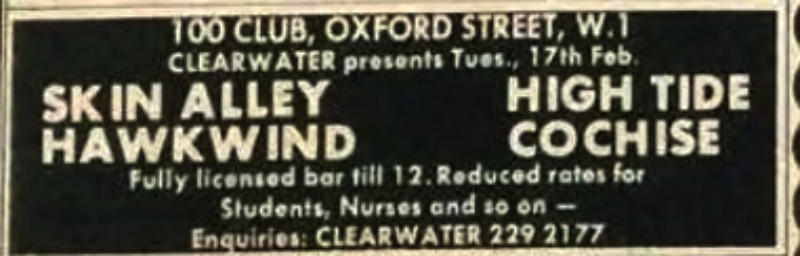 100 CLUB, OXFORD STREET, W.1
CLEARWATER presents Tues., 17th Feb.
SKIN ALLEY HIGH TIDE
HAWKWIND COCHISE
Fully licensed bar till 12. Reduced rates for
Students, Nurses and so on —
Enquiries: CLEARWATER 229 2177